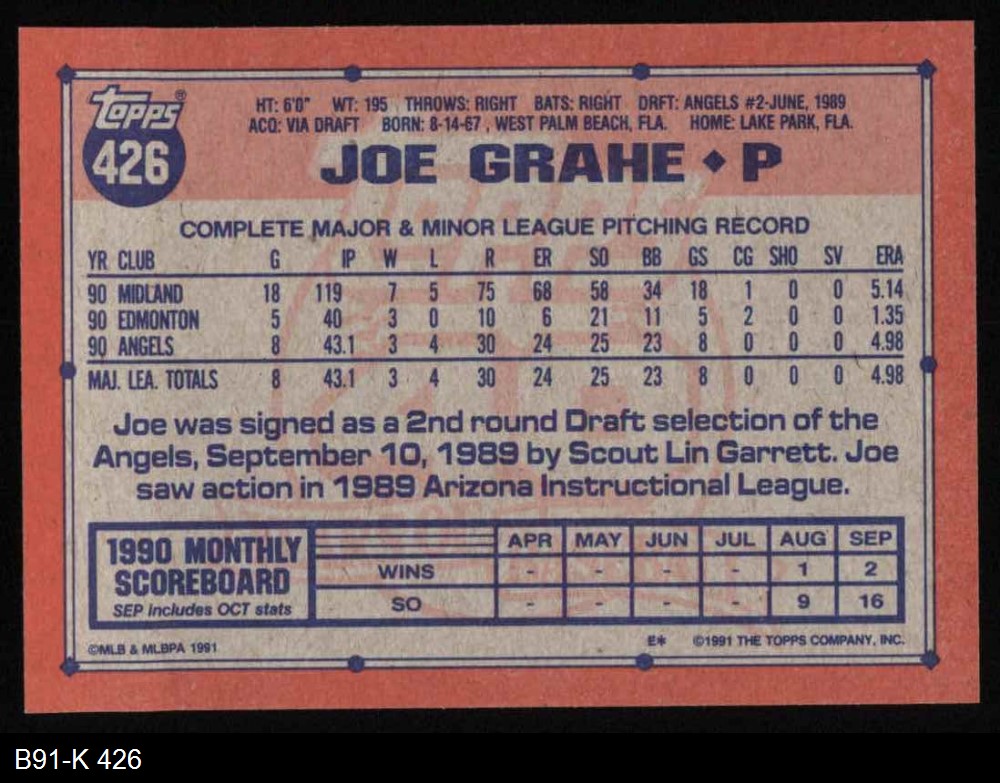 topps®
426
HT: 6'0" WT: 195 THROWS: RIGHT BATS: RIGHT DRFT: ANGELS #2-JUNE, 1989
ACQ: VIA DRAFT BORN: 8-14-67 , WEST PALM BEACH, FLA. HOME: LAKE PARK, FLA.
JOE GRAHE ◆ P
COMPLETE MAJOR & MINOR LEAGUE PITCHING RECORD
YR CLUB G IP W L R ER SO BB GS CG SHO SV ERA
90 MIDLAND 18 119 7 5 75 68 58 34 18 1 0 0 5.14
90 EDMONTON 5 40 3 0 10 6 21 11 5 2 0 0 1.35
90 ANGELS 8 43.1 3 4 30 24 25 23 8 0 0 0 4.98
MAJ. LEA. TOTALS 8 43.1 3 4 30 24 25 23 8 0 0 0 4.98
Joe was signed as a 2nd round Draft selection of the
Angels, September 10, 1989 by Scout Lin Garrett. Joe
saw action in 1989 Arizona Instructional League.
1990 MONTHLY
SCOREBOARD
SEP includes OCT stats
APR MAY JUN JUL AUG SEP
WINS - - - - 1 2
SO - - - - 9 16
©MLB & MLBPA 1991
E* ©1991 THE TOPPS COMPANY, INC.
B91-K 426